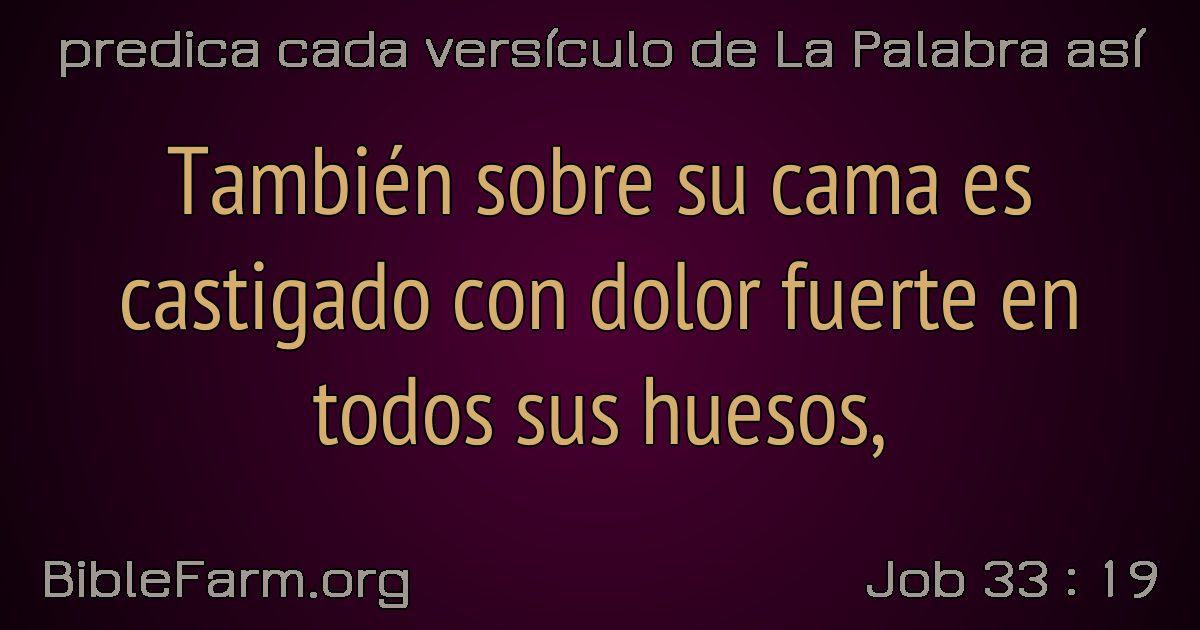 predica cada versículo de La Palabra así
También sobre su cama es
castigado con dolor fuerte en
todos sus huesos,
BibleFarm.org
Job 33 : 19